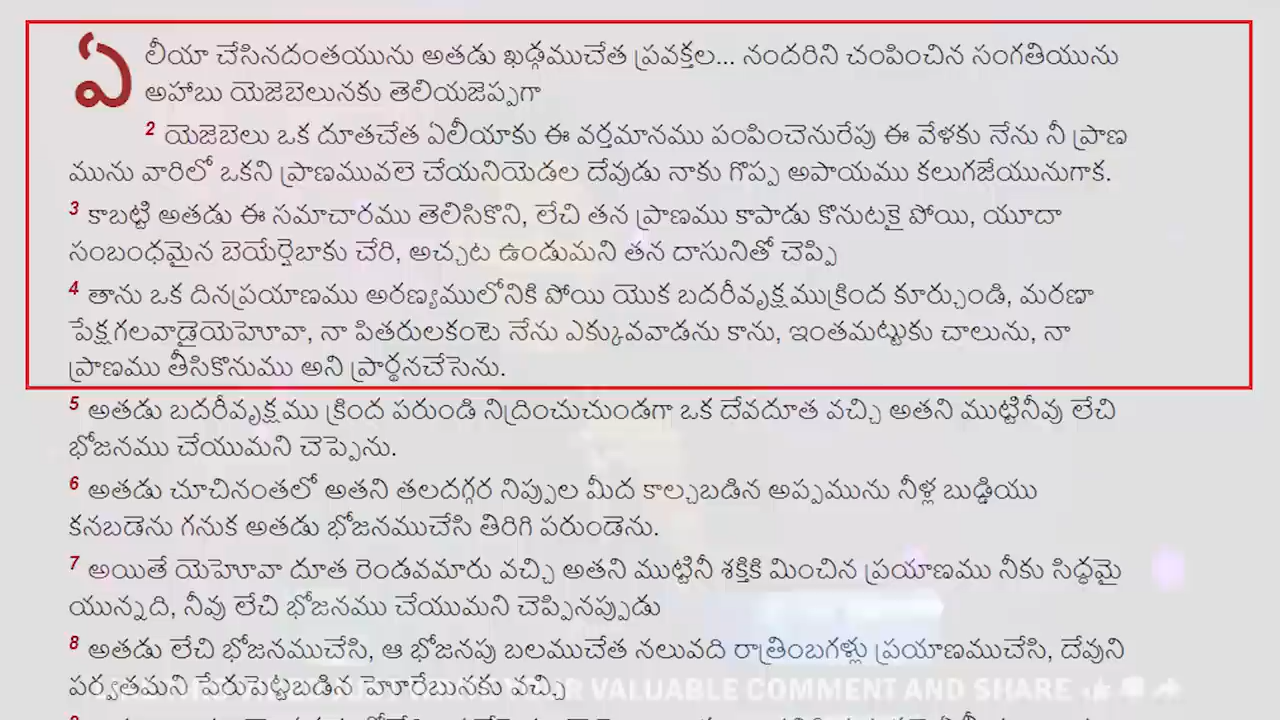 ఏలీయా చేసినదంతయును అతడు ఖడ్గముచేత ప్రవక్తల... నందరిని చంపించిన సంగతియును
అహాబు యెజెబెలునకు తెలియజెప్పగా
2 యెజెబెలు ఒక దూతచేత ఏలీయాకు ఈ వర్తమానము పంపించెనురేపు ఈ వేళకు నేను నీ ప్రాణ
మును వారిలో ఒకని ప్రాణమువలె చేయనియెడల దేవుడు నాకు గొప్ప అపాయము కలుగజేయునుగాక.
3 కాబట్టి అతడు ఈ సమాచారము తెలిసికొని, లేచి తన ప్రాణము కాపాడు కొనుటకై పోయి, యూదా
సంబంధమైన బెయేర్షెబాకు చేరి, అచ్చట ఉండుమని తన దాసునితో చెప్పి
4 తాను ఒక దినప్రయాణము అరణ్యములోనికి పోయి యొక బదరీవృక్షముక్రింద కూర్చుండి, మరణా
పేక్షగలవాడైయెహోవా, నా పితరులకంటె నేను ఎక్కువవాడను కాను, ఇంతమట్టుకు చాలును, నా
ప్రాణము తీసికొనుము అని ప్రార్థనచేసెను.
5 అతడు బదరీవృక్షము క్రింద పరుండి నిద్రించుచుండగా ఒక దేవదూత వచ్చి అతని ముట్టినీవు లేచి
భోజనము చేయుమని చెప్పెను.
6 అతడు చూచినంతలో అతని తలదగ్గర నిప్పుల మీద కాల్చబడిన అప్పమును నీళ్ల బుడ్డియు
కనబడెను గనుక అతడు భోజనముచేసి తిరిగి పరుండెను.
7 అయితే యెహోవా దూత రెండవమారు వచ్చి అతని ముట్టినీ శక్తికి మించిన ప్రయాణము నీకు సిద్ధమై
యున్నది, నీవు లేచి భోజనము చేయుమని చెప్పినప్పుడు
8 అతడు లేచి భోజనముచేసి, ఆ భోజనపు బలముచేత నలువది రాత్రింబగళ్లు ప్రయాణముచేసి, దేవుని
పర్వతమని పేరుపెట్టబడిన హోరేబునకు వచ్చి
VALUABLE COMMENT AND SHARE